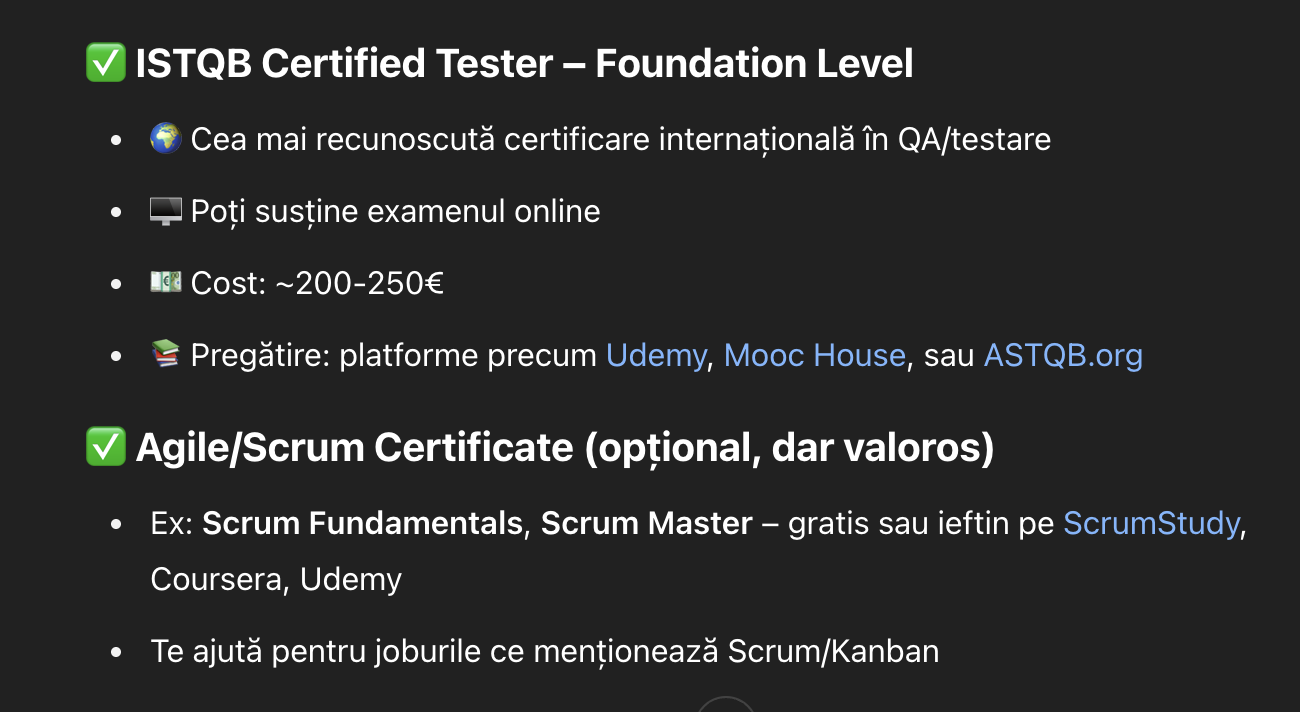 ✅ ISTQB Certified Tester – Foundation Level
• 🌍 Cea mai recunoscută certificare internațională în QA/testare
• 🖥️ Poți susține examenul online
• 💶 Cost: ~200-250€
• 📚 Pregătire: platforme precum Udemy, Mooc House, sau ASTQB.org
✅ Agile/Scrum Certificate (opțional, dar valoros)
• Ex: Scrum Fundamentals, Scrum Master – gratis sau ieftin pe ScrumStudy,
Coursera, Udemy
• Te ajută pentru joburile ce menționează Scrum/Kanban